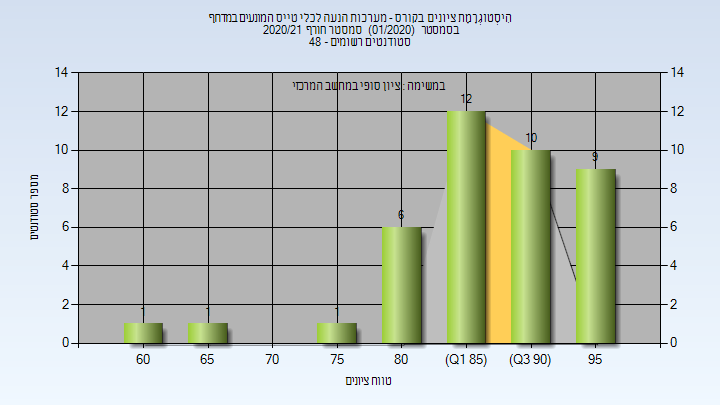 הִיסְטוֹגְרָמַת ציונים בקורס - מערכות הנעה לכלי טייס המונעים במדחף
בסמסטר (01/2020) סמסטר חורף 2020/21
סטודנטים רשומים - 48
במשימה : ציון סופי במחשב המרכזי
14 14
12 12
10 10
8 8
6 6
4 4
2 2
0 0
1 1 1 6 12 10 9
מספר סטודנטים
60 65 70 75 80 (Q1 85) (Q3 90) 95
טווח ציונים